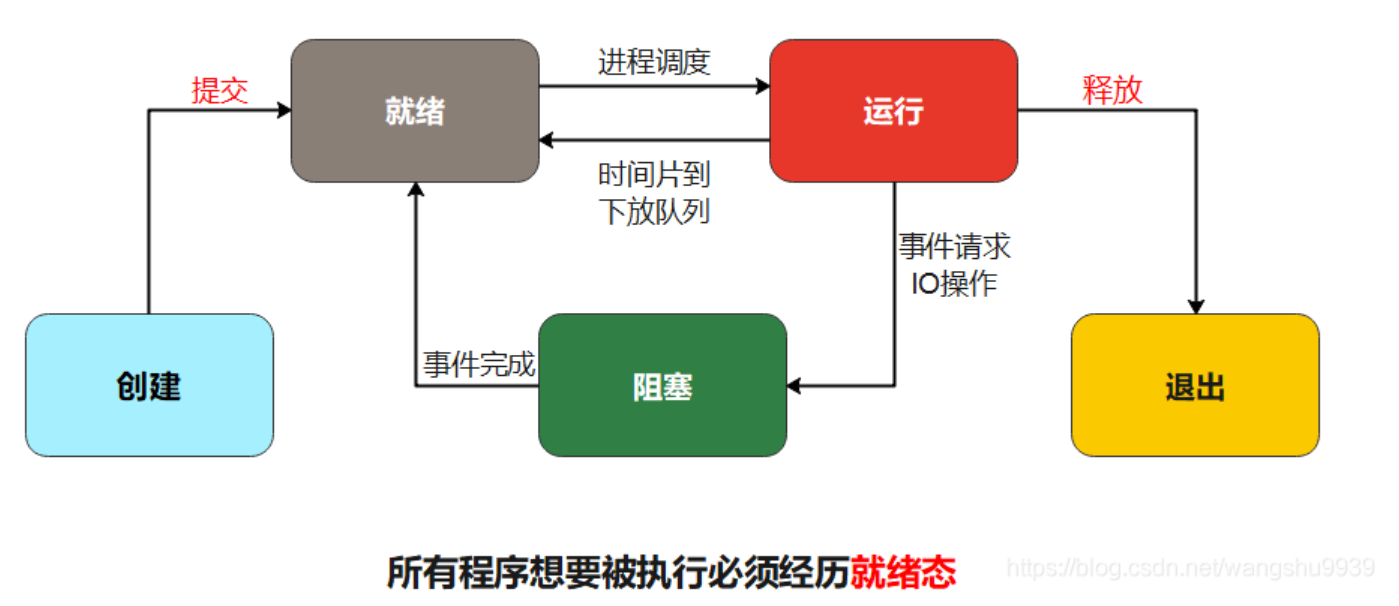 进程调度
提交
就绪
运行
释放
时间片到
下放队列
事件请求
IO操作
事件完成
创建
阻塞
退出
所有程序想要被执行必须经历就绪态
https://blog.csdn.net/wangshu9939